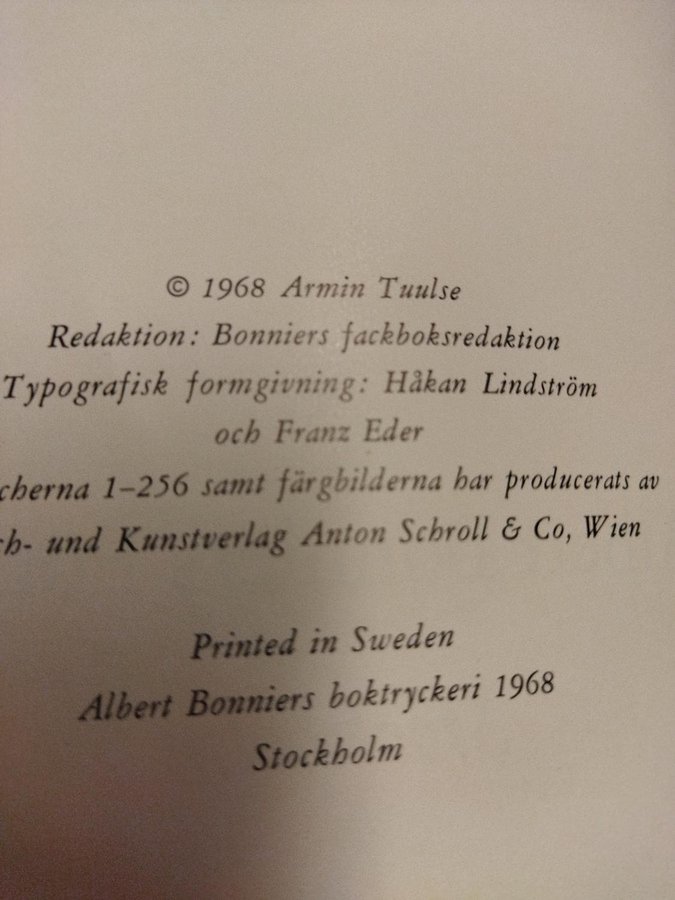 © 1968 Armin Tuulse
Redaktion: Bonniers fackboksredaktion
Typografisk formgivning: Håkan Lindström
och Franz Eder
cherna 1–256 samt färgbilderna har producerats av
ch- und Kunstverlag Anton Schroll & Co, Wien
Printed in Sweden
Albert Bonniers boktryckeri 1968
Stockholm